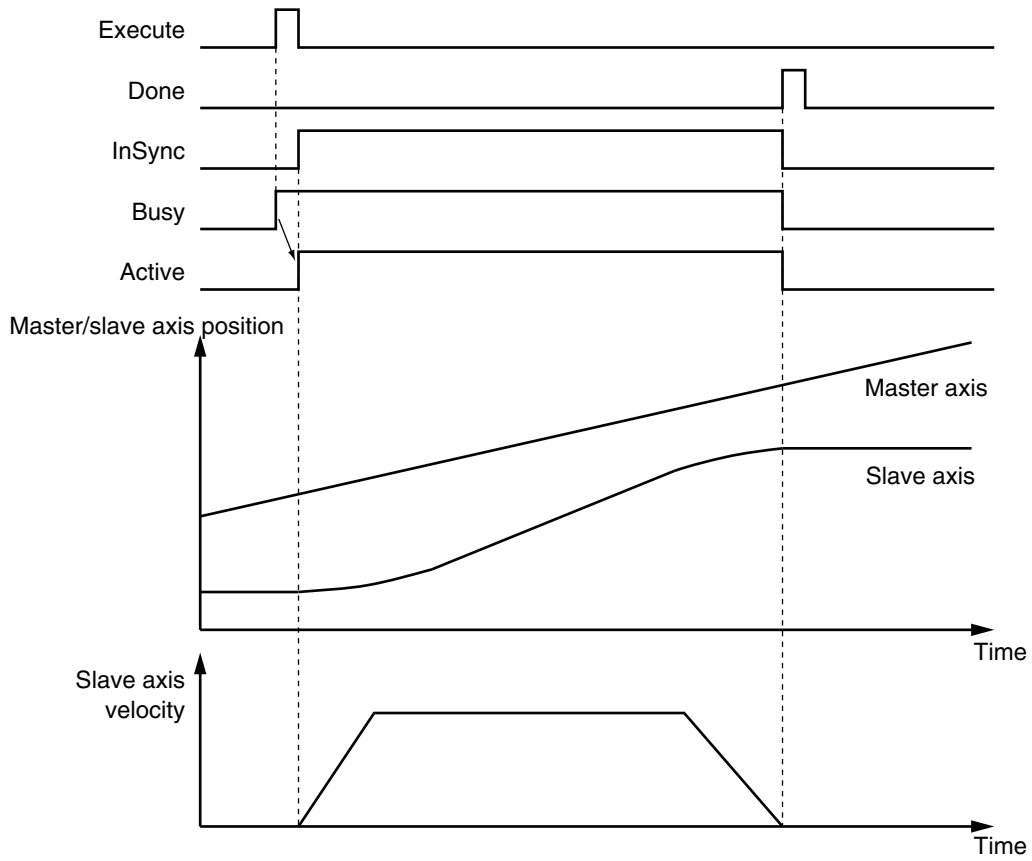 Execute
Done
InSync
Busy
Active
Master/slave axis position
Master axis
Slave axis
Time
Slave axis
velocity
Time